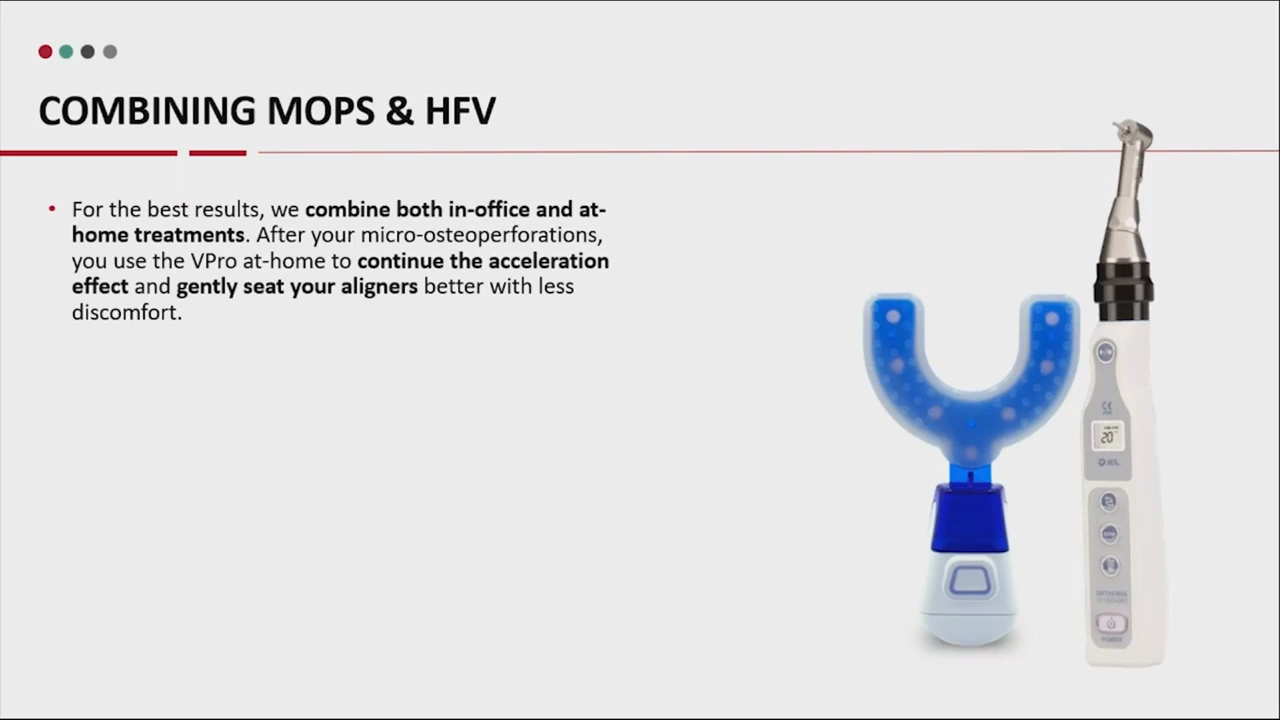 COMBINING MOPS & HFV
• For the best results, we combine both in-office and at-
home treatments. After your micro-osteoperforations,
you use the VPro at-home to continue the acceleration
effect and gently seat your aligners better with less
discomfort.
CE
20
POWER